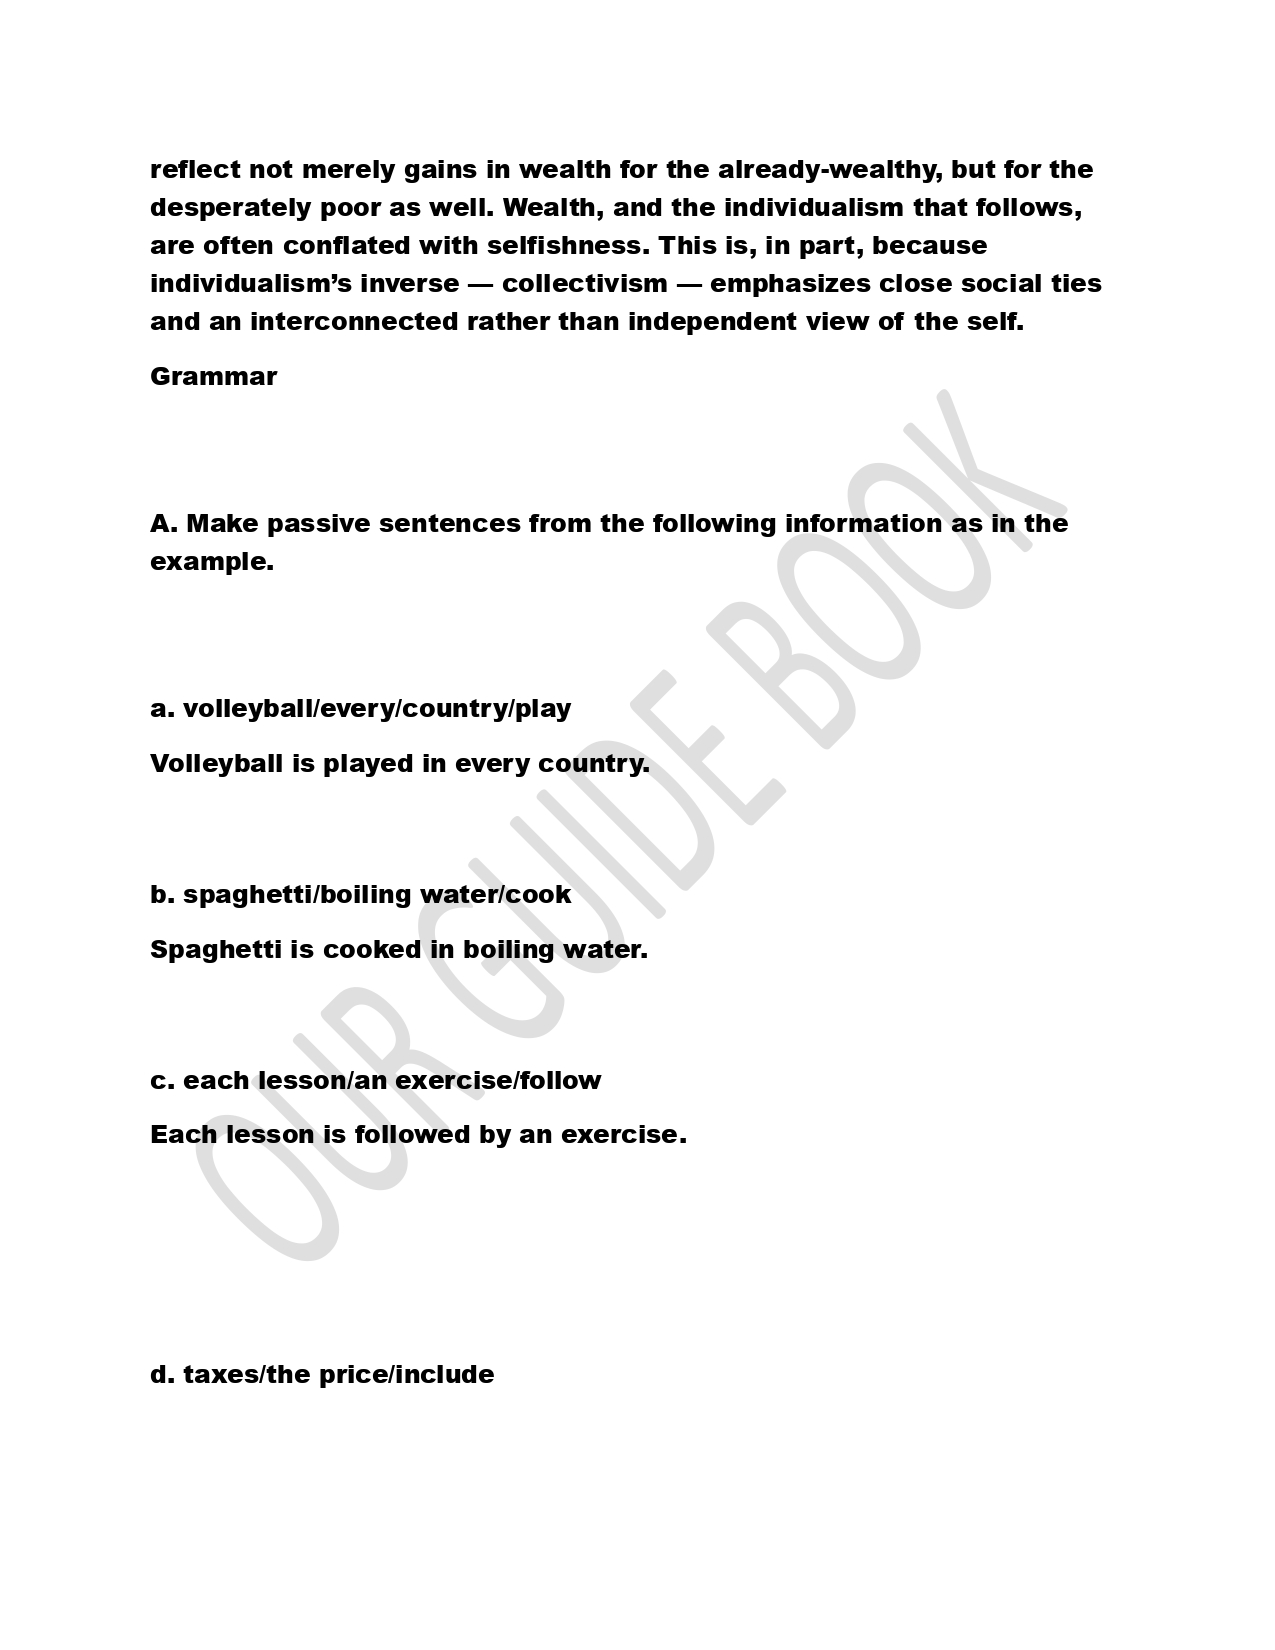 reflect not merely gains in wealth for the already-wealthy, but for the
desperately poor as well. Wealth, and the individualism that follows,
are often conflated with selfishness. This is, in part, because
individualism’s inverse — collectivism — emphasizes close social ties
and an interconnected rather than independent view of the self.
Grammar
A. Make passive sentences from the following information as in the
example.
a. volleyball/every/country/play
Volleyball is played in every country.
b. spaghetti/boiling water/cook
Spaghetti is cooked in boiling water.
c. each lesson/an exercise/follow
Each lesson is followed by an exercise.
d. taxes/the price/include
OUR GUIDE BOOK